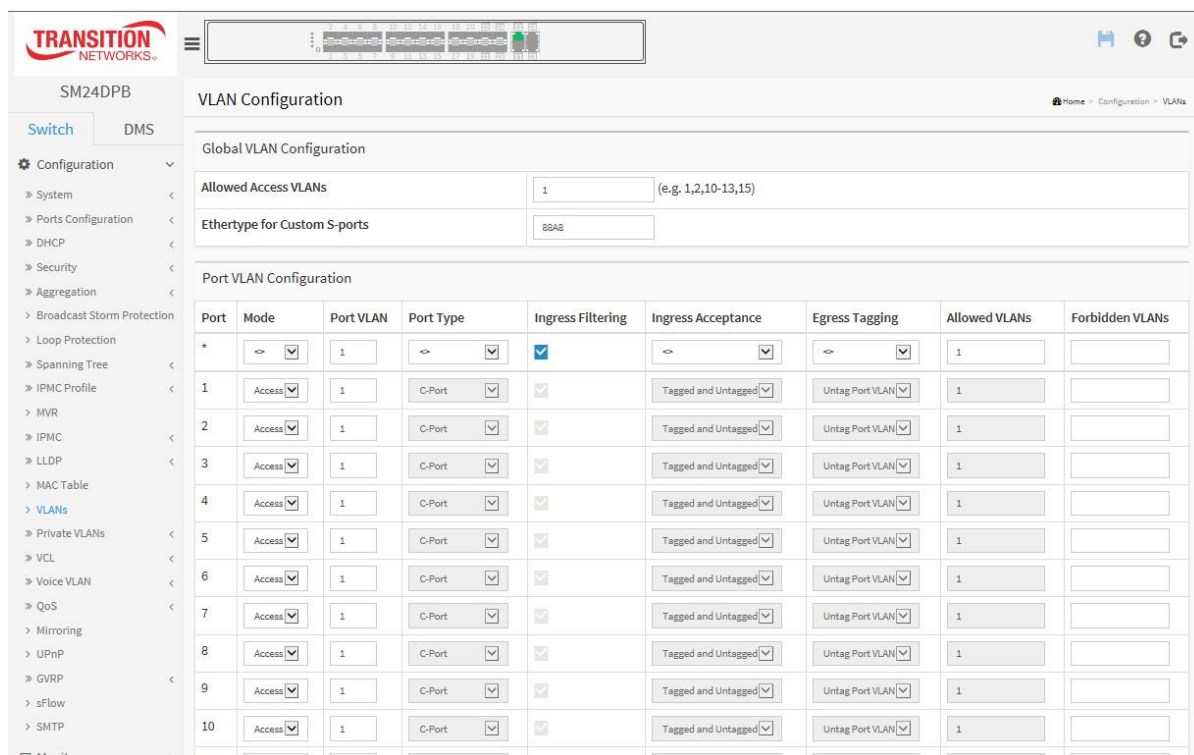 TRANSITION
NETWORKS®
SM24DPB
Switch DMS
Configuration
» System
» Ports Configuration
» DHCP
» Security
» Aggregation
> Broadcast Storm Protection
> Loop Protection
» Spanning Tree
» IPMC Profile
> MVR
» IPMC
» LLDP
> MAC Table
> VLANs
» Private VLANs
» VCL
» Voice VLAN
» QoS
> Mirroring
> UPnP
» GVRP
> sFlow
> SMTP
VLAN Configuration
Home > Configuration > VLANs
Global VLAN Configuration
Allowed Access VLANs 1 (e.g. 1,2,10-13,15)
Ethertype for Custom S-ports 88A8
Port VLAN Configuration
Port Mode Port VLAN Port Type Ingress Filtering Ingress Acceptance Egress Tagging Allowed VLANs Forbidden VLANs
* <> 1 <> <> <> 1
1 Access 1 C-Port Tagged and Untagged Untag Port VLAN 1
2 Access 1 C-Port Tagged and Untagged Untag Port VLAN 1
3 Access 1 C-Port Tagged and Untagged Untag Port VLAN 1
4 Access 1 C-Port Tagged and Untagged Untag Port VLAN 1
5 Access 1 C-Port Tagged and Untagged Untag Port VLAN 1
6 Access 1 C-Port Tagged and Untagged Untag Port VLAN 1
7 Access 1 C-Port Tagged and Untagged Untag Port VLAN 1
8 Access 1 C-Port Tagged and Untagged Untag Port VLAN 1
9 Access 1 C-Port Tagged and Untagged Untag Port VLAN 1
10 Access 1 C-Port Tagged and Untagged Untag Port VLAN 1